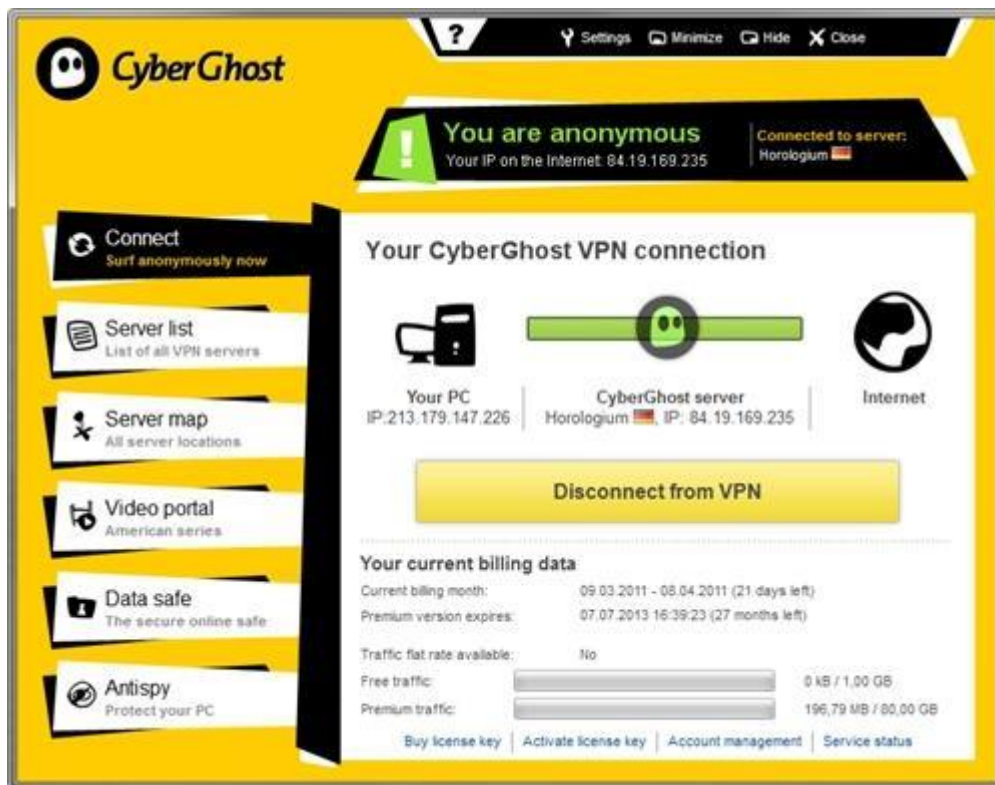 CyberGhost
?
Settings
Minimize
Hide
Close
!
You are anonymous
Your IP on the Internet: 84.19.169.235
Connected to server:
Horologium
Connect
Surf anonymously now
Server list
List of all VPN servers
Server map
All server locations
Video portal
American series
Data safe
The secure online safe
Antispy
Protect your PC
Your CyberGhost VPN connection
Your PC
IP:213.179.147.226
CyberGhost server
Horologium , IP: 84.19.169.235
Internet
Disconnect from VPN
Your current billing data
Current billing month: 09.03.2011 - 08.04.2011 (21 days left)
Premium version expires: 07.07.2013 16:39:23 (27 months left)
Traffic flat rate available: No
Free traffic: 0 kB / 1,00 GB
Premium traffic: 196,79 MB / 80,00 GB
Buy license key | Activate license key | Account management | Service status